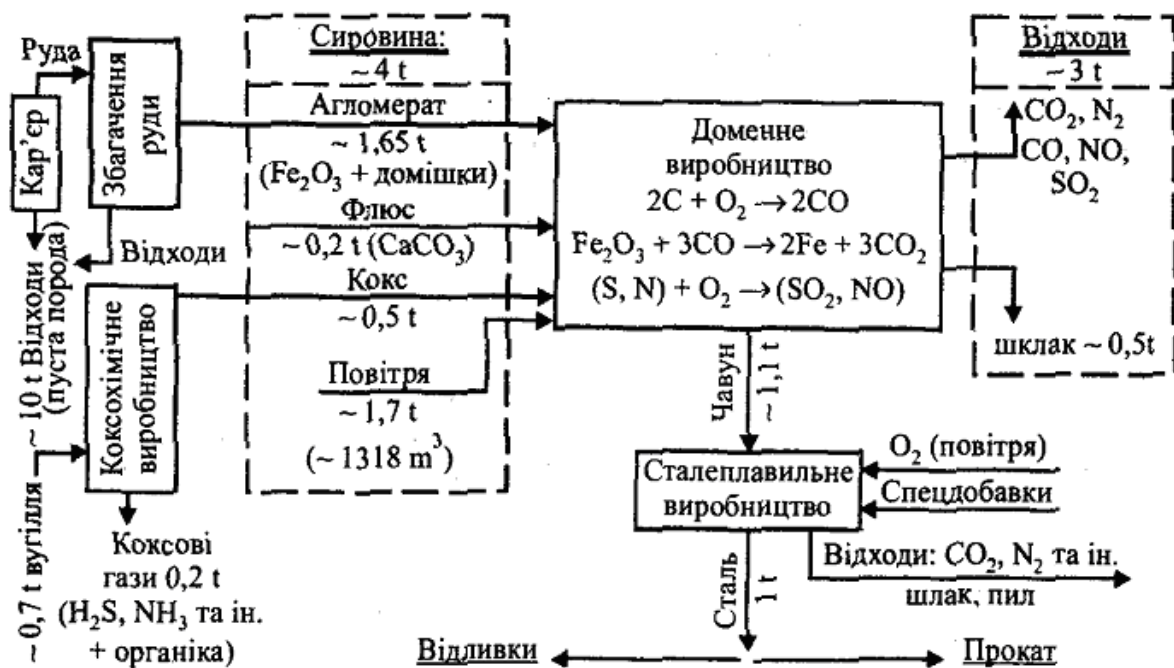 Руда
Кар’єр
Збагачення
руди
Відходи
~ 10 t Відходи
(пуста порода)
Коксохімічне
виробництво
~ 0,7 t вугілля
Коксові
гази 0,2 t
(H₂S, NH₃ та ін.
+ органіка)
Сировина:
~ 4 t
Агломерат
~ 1,65 t
(Fe₂O₃ + домішки)
Флюс
~ 0,2 t (CaCO₃)
Кокс
~ 0,5 t
Повітря
~ 1,7 t
(~ 1318 m³)
Доменне
виробництво
2C + O₂ → 2CO
Fe₂O₃ + 3CO → 2Fe + 3CO₂
(S, N) + O₂ → (SO₂, NO)
Відходи
~ 3 t
CO₂, N₂
CO, NO,
SO₂
шклак ~ 0,5t
Чавун
~ 1,1 t
Сталеплавильне
виробництво
O₂ (повітря)
Спецдобавки
Відходи: CO₂, N₂ та ін.
шлак, пил
Сталь
1 t
Відливки
Прокат